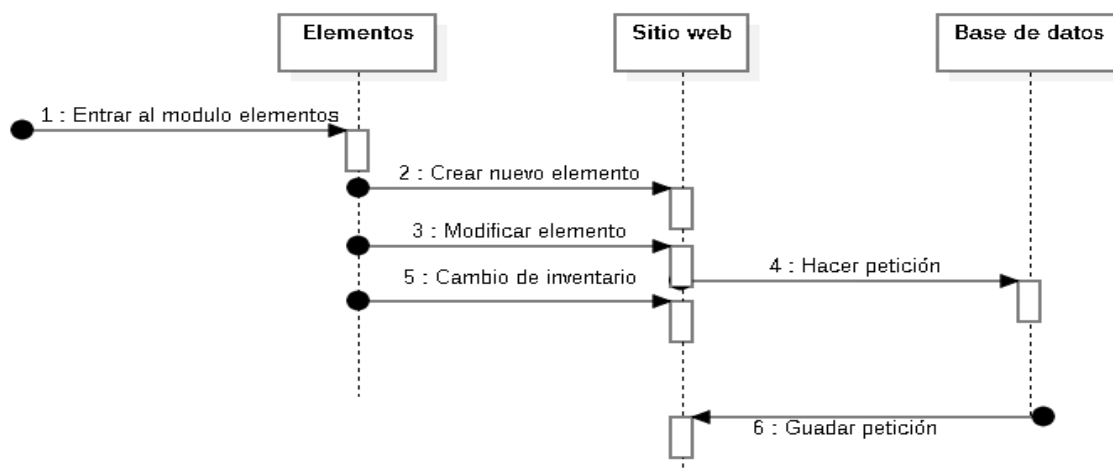 Elementos
Sitio web
Base de datos
1 : Entrar al modulo elementos
2 : Crear nuevo elemento
3 : Modificar elemento
4 : Hacer petición
5 : Cambio de inventario
6 : Guadar petición